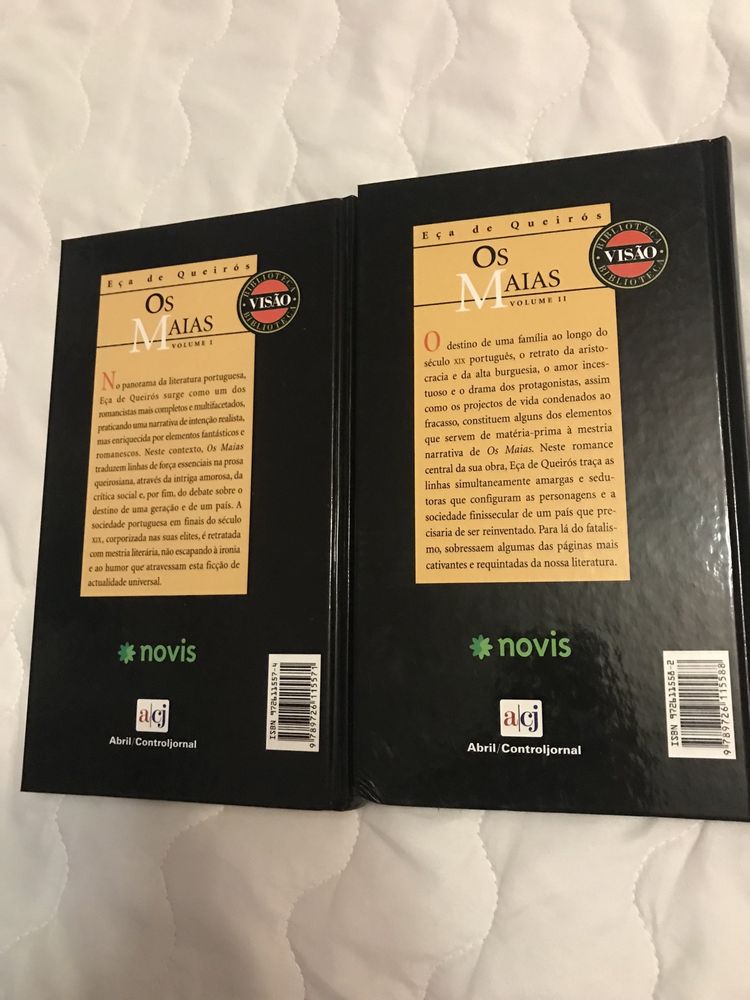 Eça de Queirós
Os
MAIAS
VOLUME I
BIBLIOTECA
VISÃO
BIBLIOTECA
No panorama da literatura portuguesa,
Eça de Queirós surge como um dos
romancistas mais completos e multifacetados,
praticando uma narrativa de intenção realista,
mas enriquecida por elementos fantásticos e
romanescos. Neste contexto, Os Maias
traduzem linhas de força essenciais na prosa
queirosiana, através da intriga amorosa, da
crítica social e, por fim, do debate sobre o
destino de uma geração e de um país. A
sociedade portuguesa em finais do século
XIX, corporizada nas suas elites, é retratada
com mestria literária, não escapando à ironia
e ao humor que atravessam esta ficção de
actualidade universal.
novis
a/cj
Abril/Controljornal
ISBN 972611557-4
9 789726 115571
Eça de Queirós
Os
MAIAS
VOLUME II
BIBLIOTECA
VISÃO
BIBLIOTECA
O destino de uma família ao longo do
século XIX português, o retrato da aristo-
cracia e da alta burguesia, o amor inces-
tuoso e o drama dos protagonistas, assim
como os projectos de vida condenados ao
fracasso, constituem alguns dos elementos
que servem de matéria-prima à mestria
narrativa de Os Maias. Neste romance
central da sua obra, Eça de Queirós traça as
linhas simultaneamente amargas e sedu-
toras que configuram as personagens e a
sociedade finissecular de um país que pre-
cisaria de ser reinventado. Para lá do fatalis-
mo, sobressaem algumas das páginas mais
cativantes e requintadas da nossa literatura.
novis
a/cj
Abril/Controljornal
ISBN 972611558-2
9 789726 115588